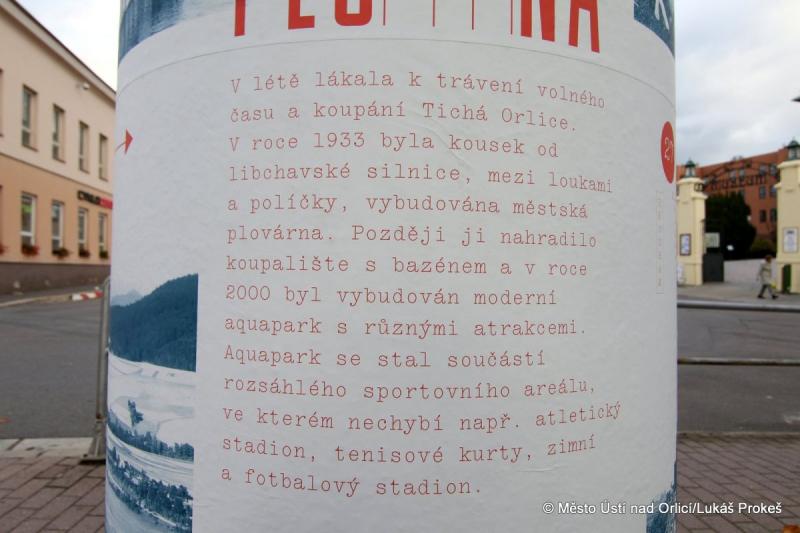 V létě lákala k trávení volného
času a koupání Tichá Orlice.
V roce 1933 byla kousek od
libchavské silnice, mezi loukami
a políčky, vybudována městská
plovárna. Později ji nahradilo
koupaliště s bazénem a v roce
2000 byl vybudován moderní
aquapark s různými atrakcemi.
Aquapark se stal součástí
rozsáhlého sportovního areálu,
ve kterém nechybí např. atletický
stadion, tenisové kurty, zimní
a fotbalový stadion.
© Město Ústí nad Orlicí/Lukáš Prokeš